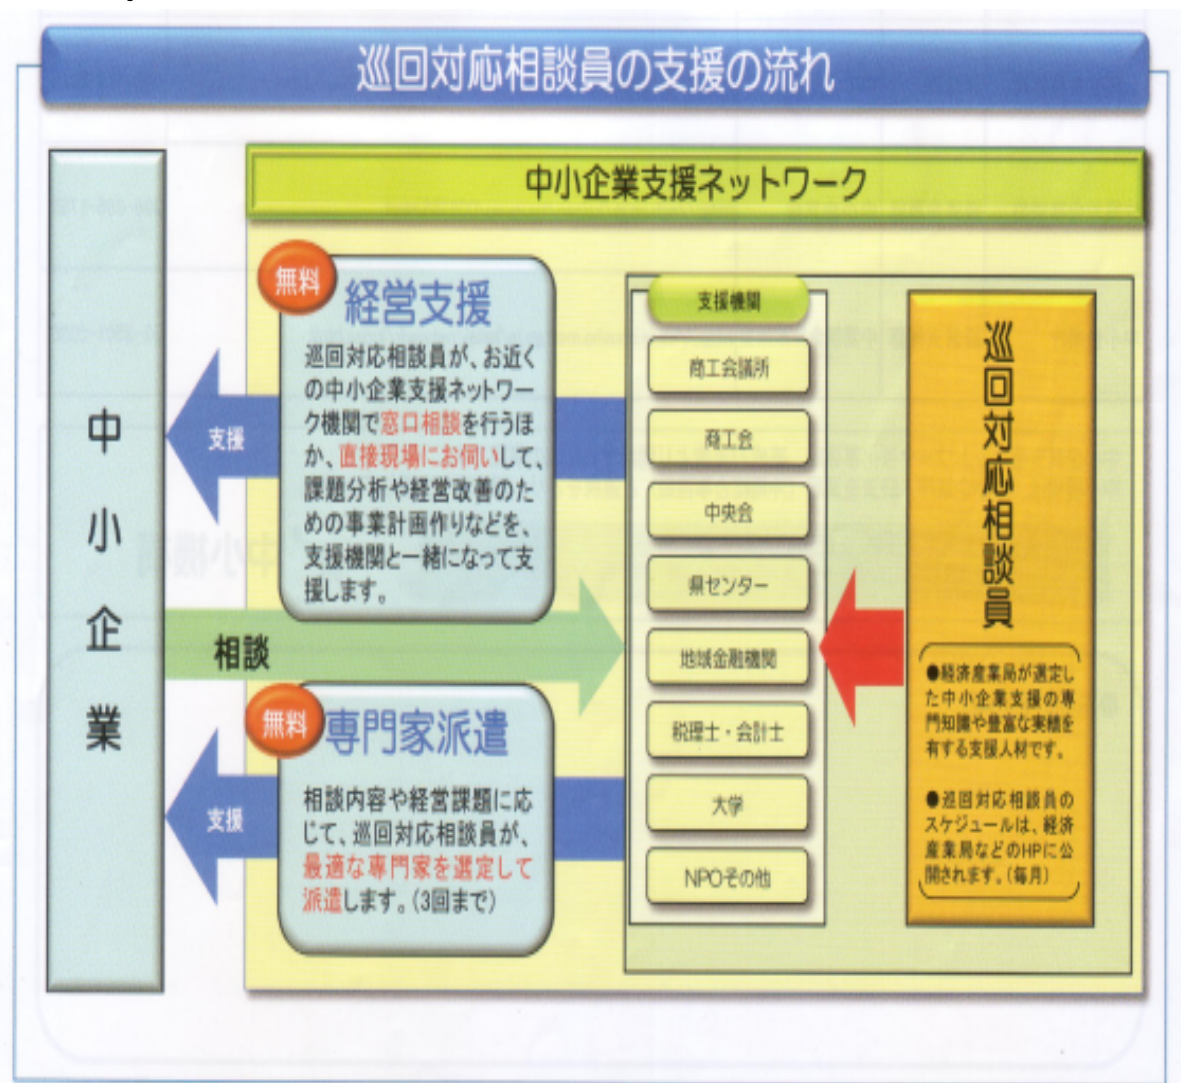 巡回対応相談員の支援の流れ
中小企業
中小企業支援ネットワーク
無料
経営支援
巡回対応相談員が、お近く
の中小企業支援ネットワー
ク機関で窓口相談を行うほ
か、直接現場にお伺いして、
課題分析や経営改善のた
めの事業計画作りなどを、
支援機関と一緒になって支
援します。
支援
相談
無料
専門家派遣
相談内容や経営課題に応
じて、巡回対応相談員が、
最適な専門家を選定して
派遣します。(3回まで)
支援
支援機関
商工会議所
商工会
中央会
県センター
地域金融機関
税理士・会計士
大学
NPOその他
巡回対応相談員
●経済産業局が選定し
た中小企業支援の専
門知識や豊富な実績を
有する支援人材です。
●巡回対応相談員の
スケジュールは、経済
産業局などのHPに公
開されます。(毎月)